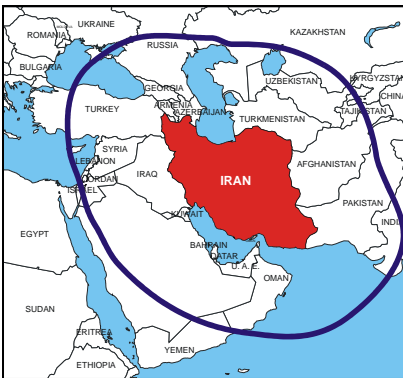 UKRAINE
ROMANIA
RUSSIA
KAZAKHSTAN
BULGARIA
GEORGIA
UZBEKISTAN
KYRGYZSTAN
CHINA
TURKEY
ARMENIA
AZERBAIJAN
TURKMENISTAN
TAJIKISTAN
SYRIA
LEBANON
IRAQ
AFGHANISTAN
JORDAN
ISRAEL
IRAN
PAKISTAN
KUWAIT
INDI
EGYPT
BAHRAIN
QATAR
U. A. E.
OMAN
SUDAN
ERITREA
YEMEN
ETHIOPIA